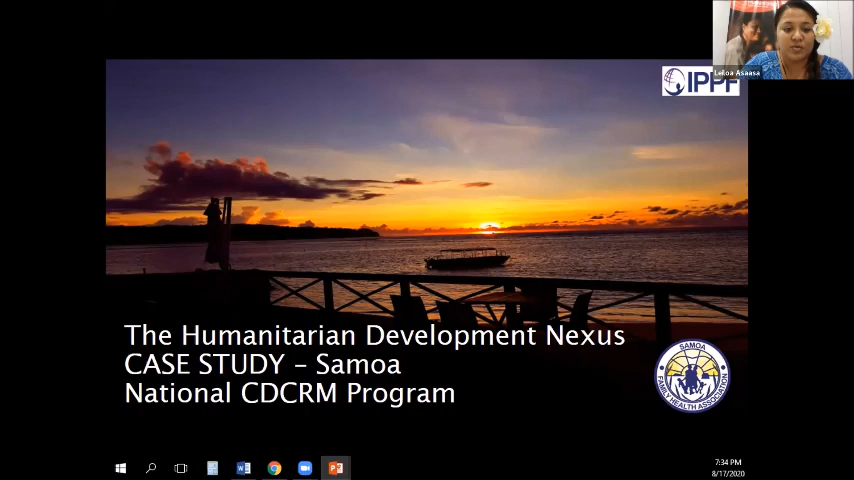 Leiloa Asaasa
IPPF
The Humanitarian Development Nexus
CASE STUDY – Samoa
National CDCRM Program
SAMOA
FAMILY HEALTH ASSOCIATION
7:34 PM
8/17/2020